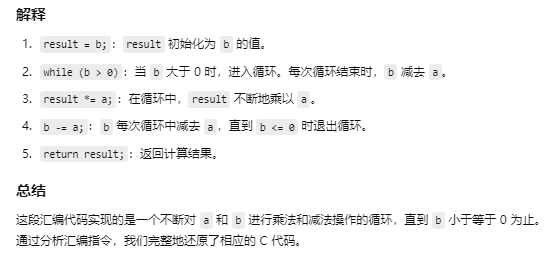 解释
1. result = b;：result 初始化为 b 的值。
2. while (b > 0)：当 b 大于 0 时，进入循环。每次循环结束时，b 减去 a。
3. result *= a;：在循环中，result 不断地乘以 a。
4. b -= a;：b 每次循环中减去 a，直到 b <= 0 时退出循环。
5. return result;：返回计算结果。
总结
这段汇编代码实现的是一个不断对 a 和 b 进行乘法和减法操作的循环，直到 b 小于等于 0 为止。
通过分析汇编指令，我们完整地还原了相应的 C 代码。